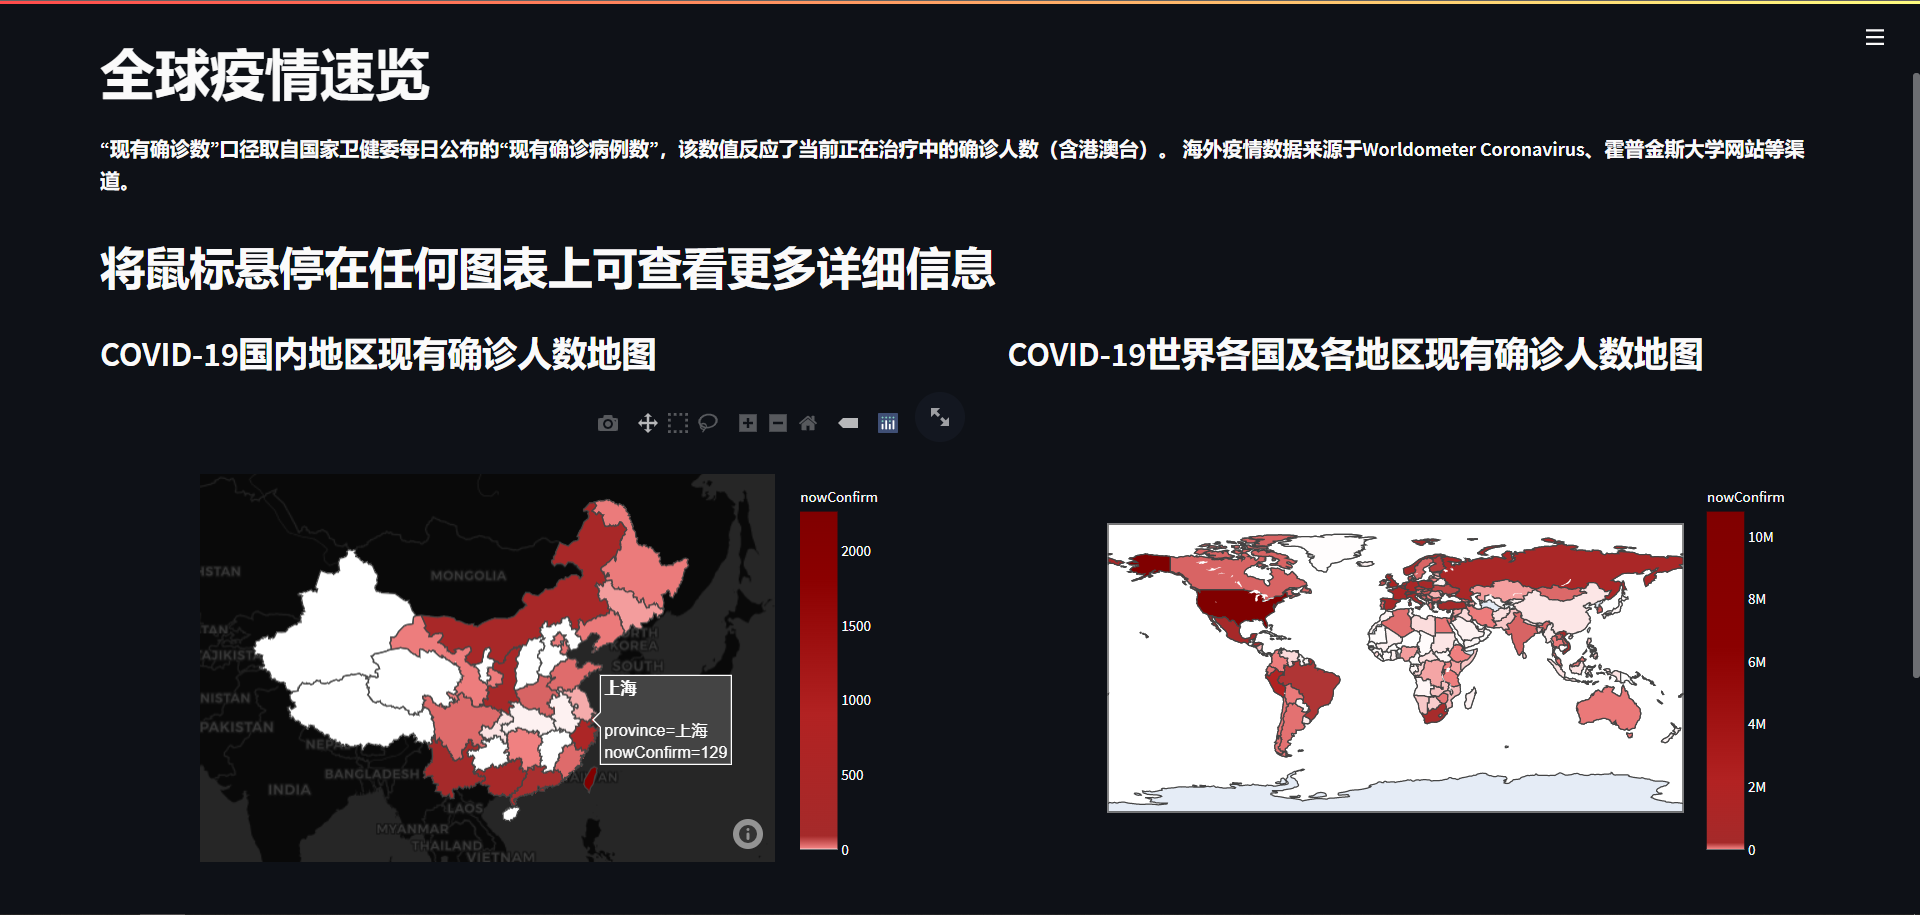 全球疫情速览
“现有确诊数”口径取自国家卫健委每日公布的“现有确诊病例数”，该数值反应了当前正在治疗中的确诊人数（含港澳台）。 海外疫情数据来源于Worldometer Coronavirus、霍普金斯大学网站等渠
道。
将鼠标悬停在任何图表上可查看更多详细信息
COVID-19国内地区现有确诊人数地图
COVID-19世界各国及各地区现有确诊人数地图
nowConfirm
2000
1500
1000
500
0
MONGOLIA
KOREA
SOUTH
PAKISTAN
INDIA
BANGLADESH
LAOS
MYANMAR
THAILAND
VIETNAM
上海
province=上海
nowConfirm=129
nowConfirm
10M
8M
6M
4M
2M
0